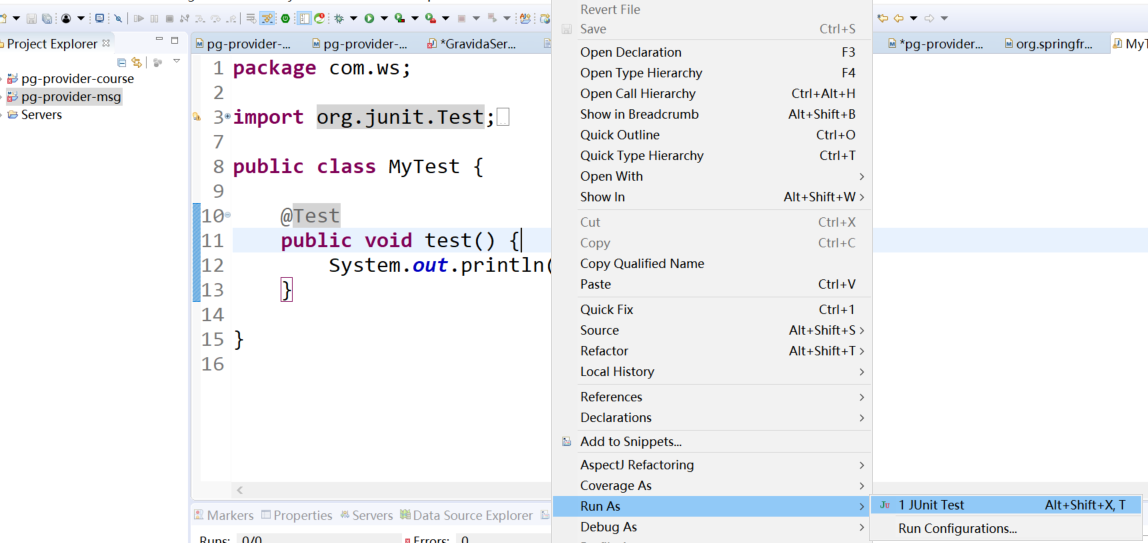 Project Explorer
pg-provider-course
pg-provider-msg
Servers
pg-provider-...
pg-provider-...
*GravidaSer...
*pg-provider...
org.springfr...
1 package com.ws;
2
3 import org.junit.Test;
7
8 public class MyTest {
9
10 @Test
11 public void test() {
12 System.out.println(
13 }
14
15 }
16
Revert File
Save Ctrl+S
Open Declaration F3
Open Type Hierarchy F4
Open Call Hierarchy Ctrl+Alt+H
Show in Breadcrumb Alt+Shift+B
Quick Outline Ctrl+O
Quick Type Hierarchy Ctrl+T
Open With >
Show In Alt+Shift+W >
Cut Ctrl+X
Copy Ctrl+C
Copy Qualified Name
Paste Ctrl+V
Quick Fix Ctrl+1
Source Alt+Shift+S >
Refactor Alt+Shift+T >
Local History >
References >
Declarations >
Add to Snippets...
AspectJ Refactoring >
Coverage As >
Run As >
Debug As >
1 JUnit Test Alt+Shift+X, T
Run Configurations...
Markers
Properties
Servers
Data Source Explorer
Runs: 0/0
Errors: 0